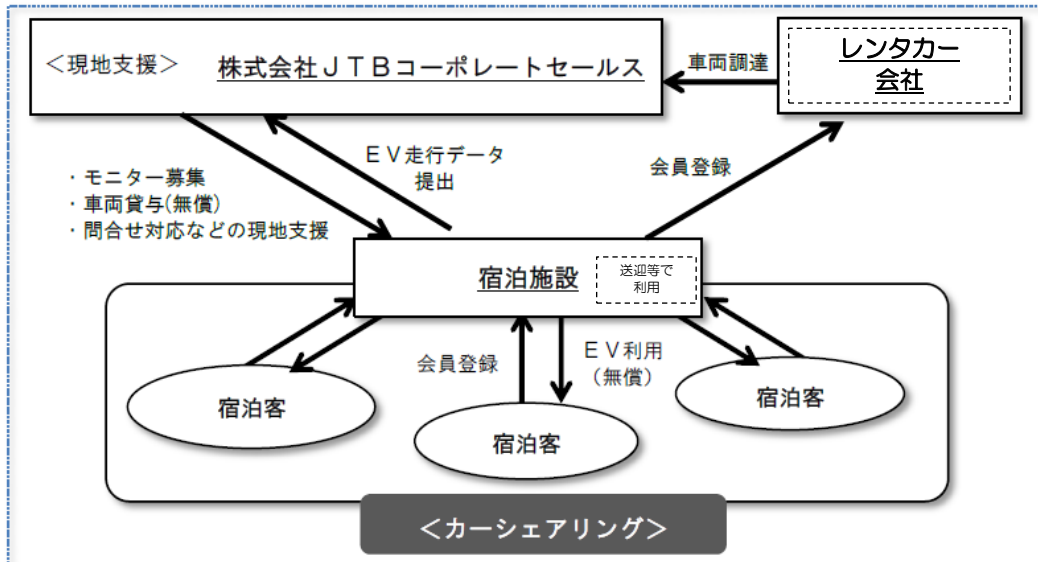 ＜現地支援＞ 株式会社ＪＴＢコーポレートセールス
車両調達
レンタカー
会社
ＥＶ走行データ
提出
会員登録
・モニター募集
・車両貸与(無償)
・問合せ対応などの現地支援
宿泊施設
送迎等で
利用
会員登録
ＥＶ利用
（無償）
宿泊客
宿泊客
宿泊客
＜カーシェアリング＞